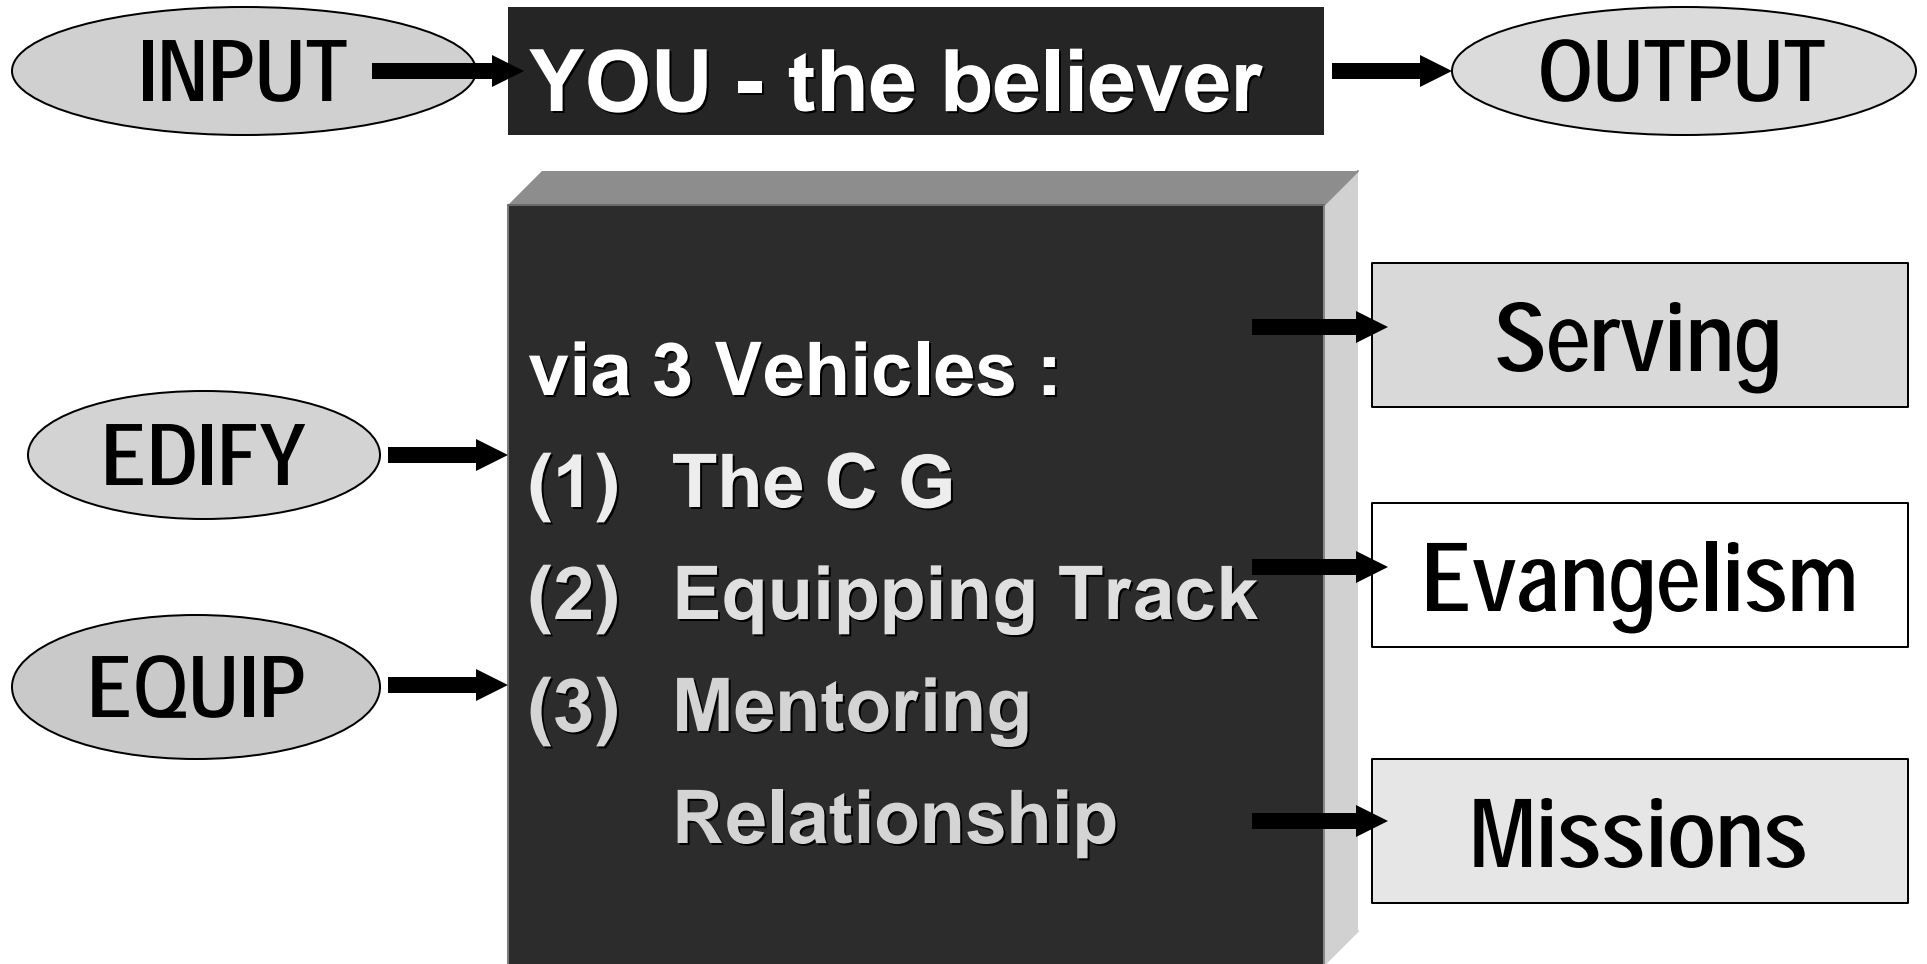 INPUT
YOU - the believer
OUTPUT
EDIFY
EQUIP
via 3 Vehicles :
(1) The C G
(2) Equipping Track
(3) Mentoring
Relationship
Serving
Evangelism
Missions